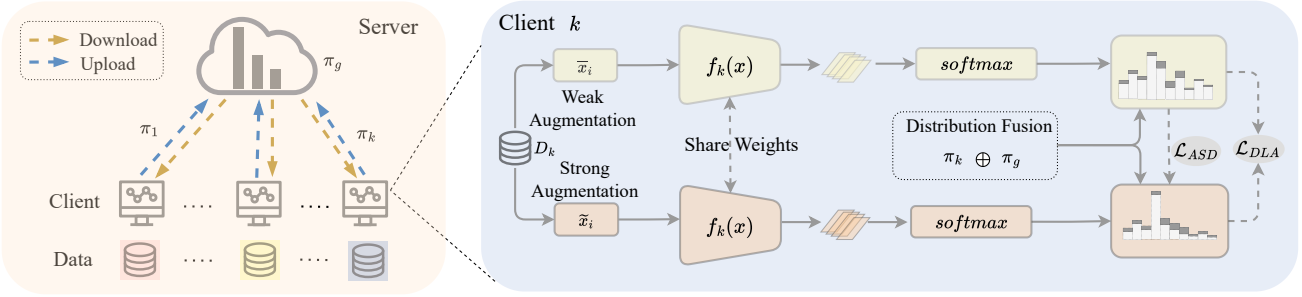 Server
Download
Upload
π_g
π_1
π_k
Client
.... ....
Data
.... ....
Client k
x̅_i
Weak
Augmentation
D_k
Strong
Augmentation
x̃_i
f_k(x)
Share Weights
f_k(x)
softmax
Distribution Fusion
π_k ⊕ π_g
softmax
𝓛_ASD
𝓛_DLA